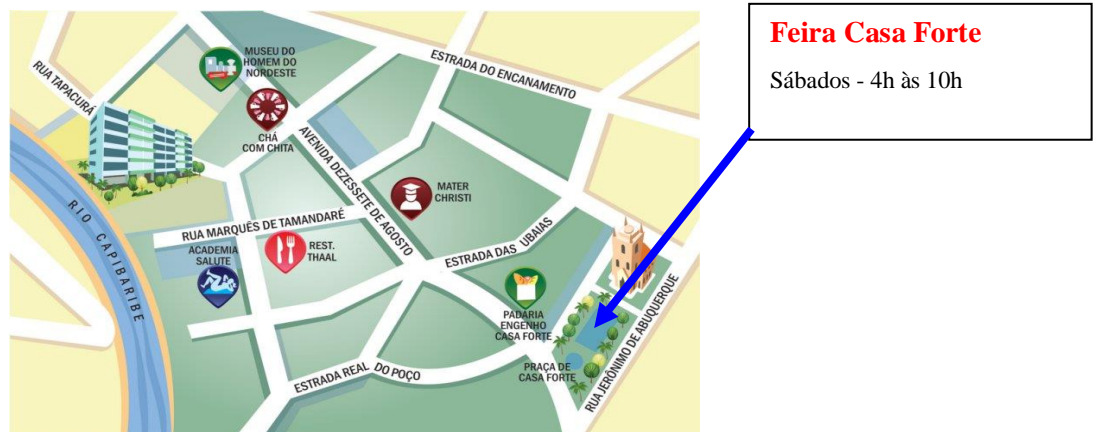 Feira Casa Forte
Sábados - 4h às 10h
MUSEU DO
HOMEM DO
NORDESTE
ESTRADA DO ENCANAMENTO
RUA TAPACURÁ
CHÁ
COM CHITA
AVENIDA DEZESSETE DE AGOSTO
MATER
CHRISTI
RIO CAPIBARIBE
RUA MARQUÊS DE TAMANDARÉ
ACADEMIA
SALUTE
REST.
THAAL
ESTRADA DAS UBAIAS
PADARIA
ENGENHO
CASA FORTE
PRAÇA DE
CASA FORTE
RUA JERÔNIMO DE ABUQUERQUE
ESTRADA REAL DO POÇO